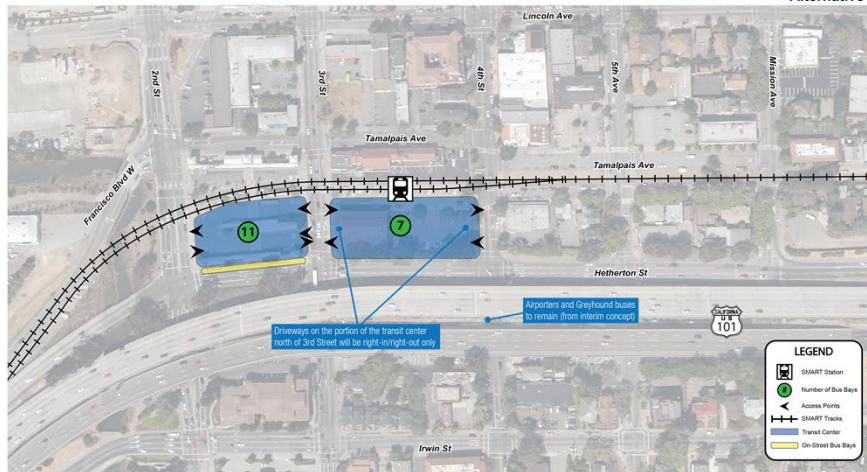 Alternative
Lincoln Ave
2nd St
3rd St
4th St
5th Ave
Mission Ave
Tamalpais Ave
Tamalpais Ave
Francisco Blvd W
11
7
Hetherton St
Driveways on the portion of the transit center
north of 3rd Street will be right-in/right-out only
Airporters and Greyhound buses
to remain (from interim concept)
CALIFORNIA
US
101
Irwin St
LEGEND
SMART Station
# Number of Bus Bays
Access Points
SMART Tracks
Transit Center
On-Street Bus Bays